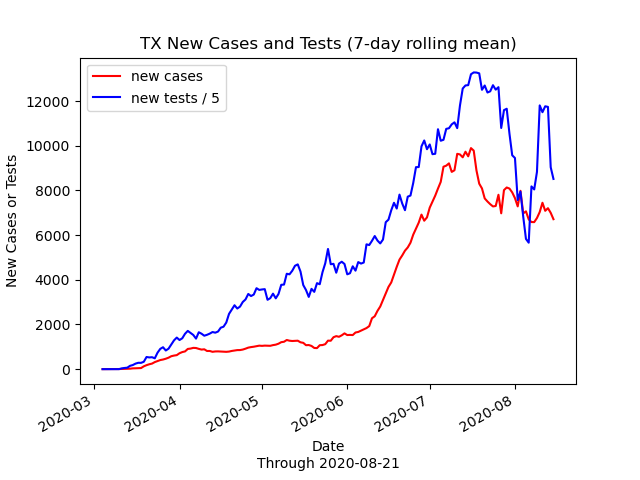 TX New Cases and Tests (7-day rolling mean)
new cases
new tests / 5
New Cases or Tests
12000
10000
8000
6000
4000
2000
0
2020-03
2020-04
2020-05
2020-06
2020-07
2020-08
Date
Through 2020-08-21